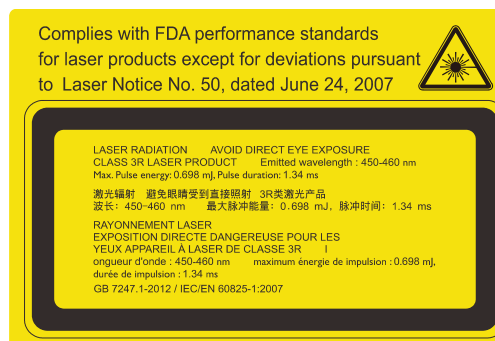 Complies with FDA performance standards
for laser products except for deviations pursuant
to Laser Notice No. 50, dated June 24, 2007
LASER RADIATION AVOID DIRECT EYE EXPOSURE
CLASS 3R LASER PRODUCT Emitted wavelength : 450-460 nm
Max. Pulse energy: 0.698 mJ, Pulse duration: 1.34 ms
激光辐射 避免眼睛受到直接照射 3R类激光产品
波长: 450-460 nm 最大脉冲能量: 0.698 mJ, 脉冲时间: 1.34 ms
RAYONNEMENT LASER
EXPOSITION DIRECTE DANGEREUSE POUR LES
YEUX APPAREIL À LASER DE CLASSE 3R l
ongueur d'onde : 450-460 nm maximum énergie de impulsion : 0.698 mJ,
durée de impulsion : 1.34 ms
GB 7247.1-2012 / IEC/EN 60825-1:2007